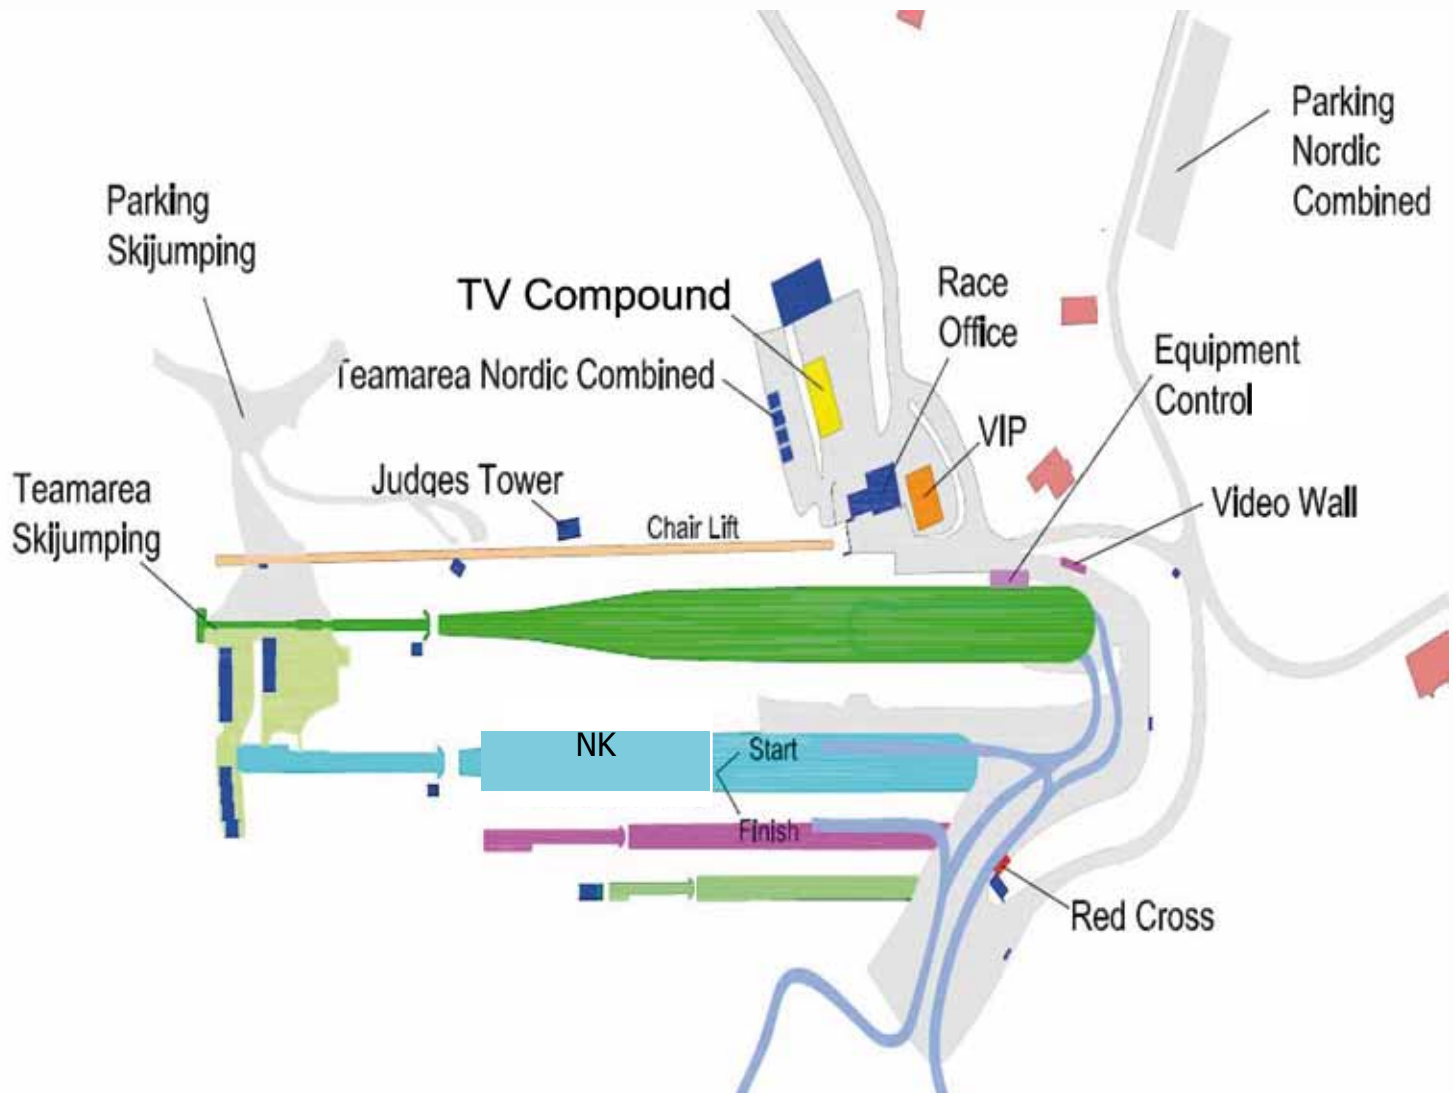 Parking
Nordic
Combined
Parking
Skijumping
TV Compound
Race
Office
Teamarea Nordic Combined
Equipment
Control
VIP
Judges Tower
Teamarea
Skijumping
Chair Lift
Video Wall
NK
Start
Finish
Red Cross